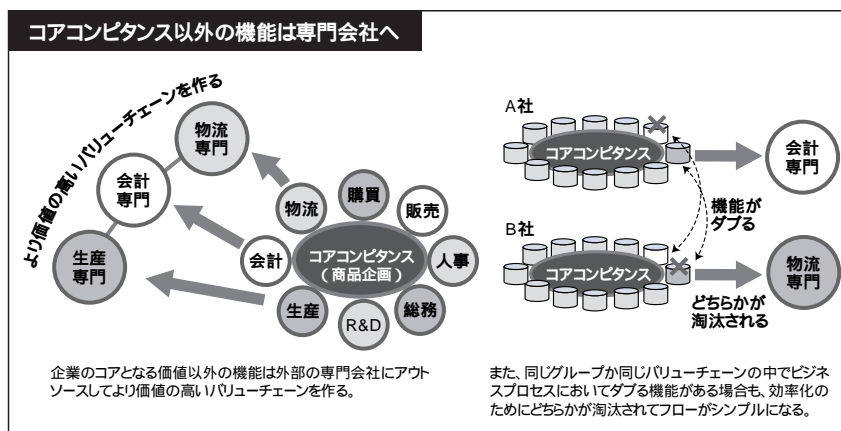 コアコンピタンス以外の機能は専門会社へ
より価値の高いバリューチェーンを作る
物流
専門
会計
専門
生産
専門
物流
購買
販売
会計
コアコンピタンス
（商品企画）
人事
生産
R&D
総務
企業のコアとなる価値以外の機能は外部の専門会社にアウト
ソースしてより価値の高いバリューチェーンを作る。
A社
コアコンピタンス
会計
専門
機能が
ダブる
B社
コアコンピタンス
物流
専門
どちらかが
淘汰される
また、同じグループか同じバリューチェーンの中でビジネ
スプロセスにおいてダブる機能がある場合も、効率化の
ためにどちらかが淘汰されてフローがシンプルになる。